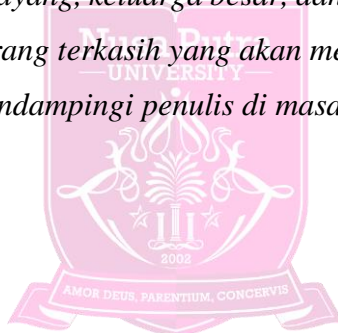 ayang, keluarga besar, dan
rang terkasih yang akan me
ndampingi penulis di masa
Nusa Putra
UNIVERSITY
2002
AMOR DEUS, PARENTIUM, CONCERVIS